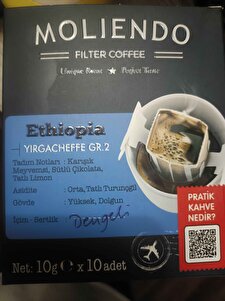 MOLIENDO
FILTER COFFEE
Unique Roast ★ Perfect Taste
Ethiopia
YIRGACHEFFE GR.2
Tadım Notları : Karışık
Meyvemsi, Sütlü Çikolata,
Tatlı Limon
Asidite : Orta, Tatlı Turunçgil
Gövde : Yüksek, Dolgun
İçim - Sertlik : Dengeli
PRATİK
KAHVE
NEDİR?
Net: 10g e x 10 adet